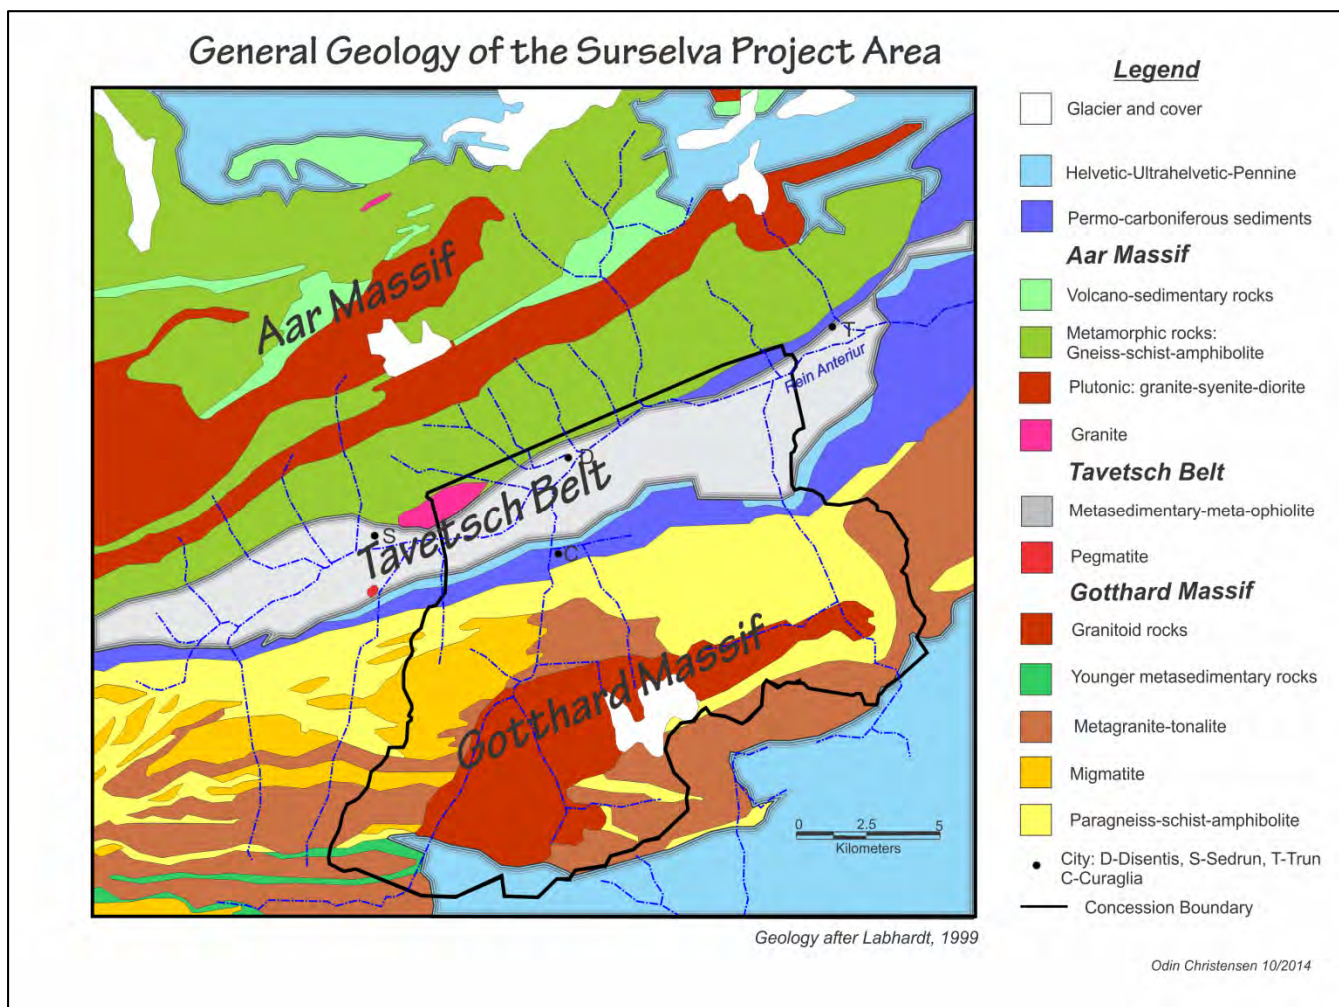 General Geology of the Surselva Project Area
Legend
Glacier and cover
Helvetic-Ultrahelvetic-Pennine
Permo-carboniferous sediments
Aar Massif
Volcano-sedimentary rocks
Metamorphic rocks:
Gneiss-schist-amphibolite
Plutonic: granite-syenite-diorite
Granite
Tavetsch Belt
Metasedimentary-meta-ophiolite
Pegmatite
Gotthard Massif
Granitoid rocks
Younger metasedimentary rocks
Metagranite-tonalite
Migmatite
Paragneiss-schist-amphibolite
City: D-Disentis, S-Sedrun, T-Trun
C-Curaglia
Concession Boundary
Aar Massif
T
Rein Anteriur
D
Tavetsch Belt
S
C
Gotthard Massif
0 2.5 5
Kilometers
Geology after Labhardt, 1999
Odin Christensen 10/2014